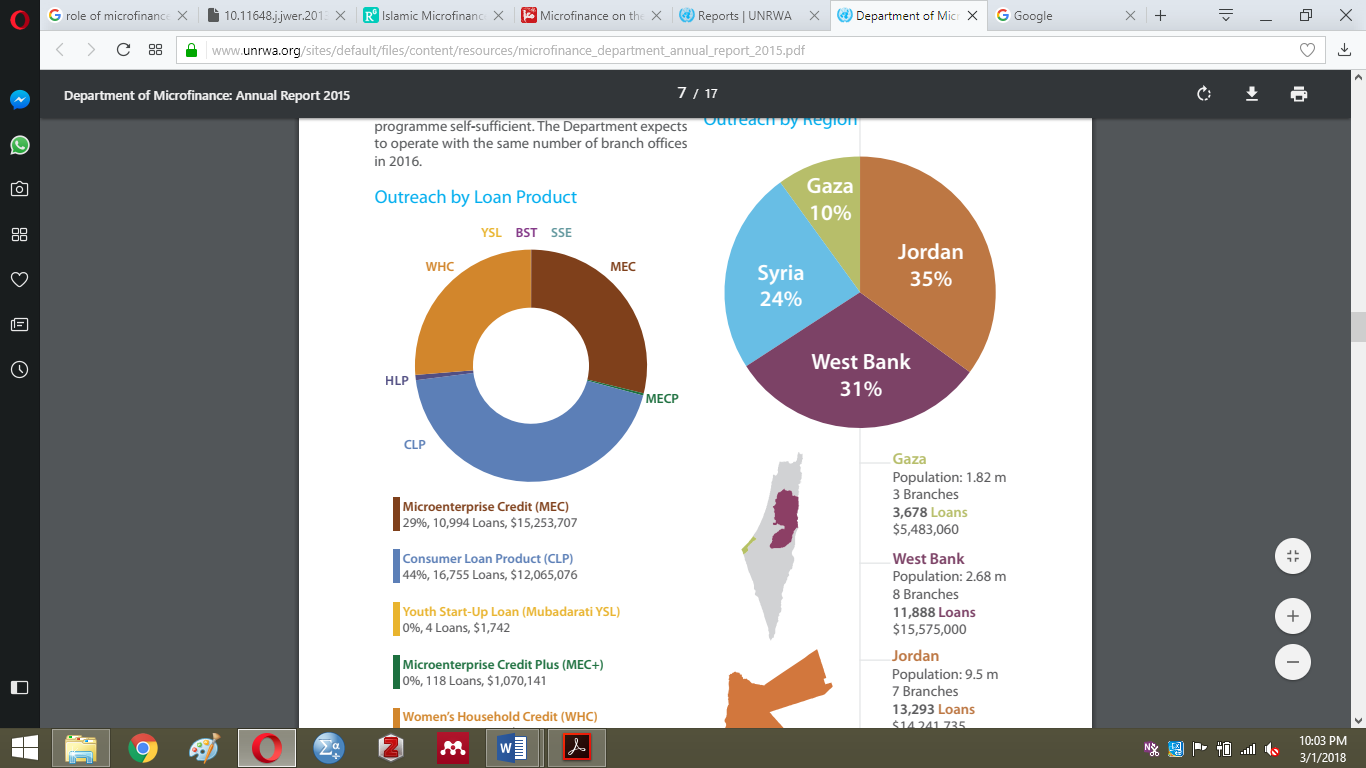 role of microfinance
10.11648.j.jwer.201
Islamic Microfinanc
Microfinance on the
Reports | UNRWA
Department of Micr
Google
www.unrwa.org/sites/default/files/content/resources/microfinance_department_annual_report_2015.pdf
Department of Microfinance: Annual Report 2015
7 / 17
programme self-sufficient. The Department expects
to operate with the same number of branch offices
in 2016.
Outreach by Loan Product
YSL BST SSE
WHC
MEC
HLP
MECP
CLP
Microenterprise Credit (MEC)
29%, 10,994 Loans, $15,253,707
Consumer Loan Product (CLP)
44%, 16,755 Loans, $12,065,076
Youth Start-Up Loan (Mubadarati YSL)
0%, 4 Loans, $1,742
Microenterprise Credit Plus (MEC+)
0%, 118 Loans, $1,070,141
Women's Household Credit (WHC)
Outreach by Region
Gaza
10%
Jordan
35%
Syria
24%
West Bank
31%
Gaza
Population: 1.82 m
3 Branches
3,678 Loans
$5,483,060
West Bank
Population: 2.68 m
8 Branches
11,888 Loans
$15,575,000
Jordan
Population: 9.5 m
7 Branches
13,293 Loans
$14,241,735
10:03 PM
3/1/2018